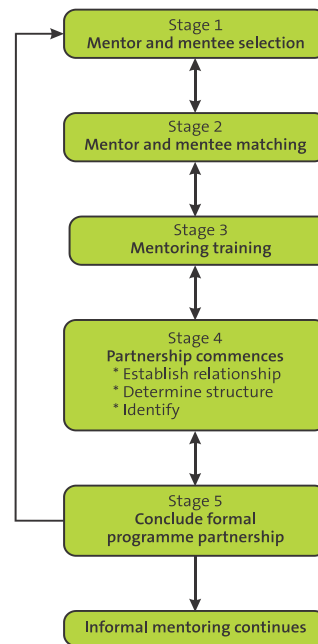 Stage 1
Mentor and mentee selection
Stage 2
Mentor and mentee matching
Stage 3
Mentoring training
Stage 4
Partnership commences
* Establish relationship
* Determine structure
* Identify
Stage 5
Conclude formal
programme partnership
Informal mentoring continues